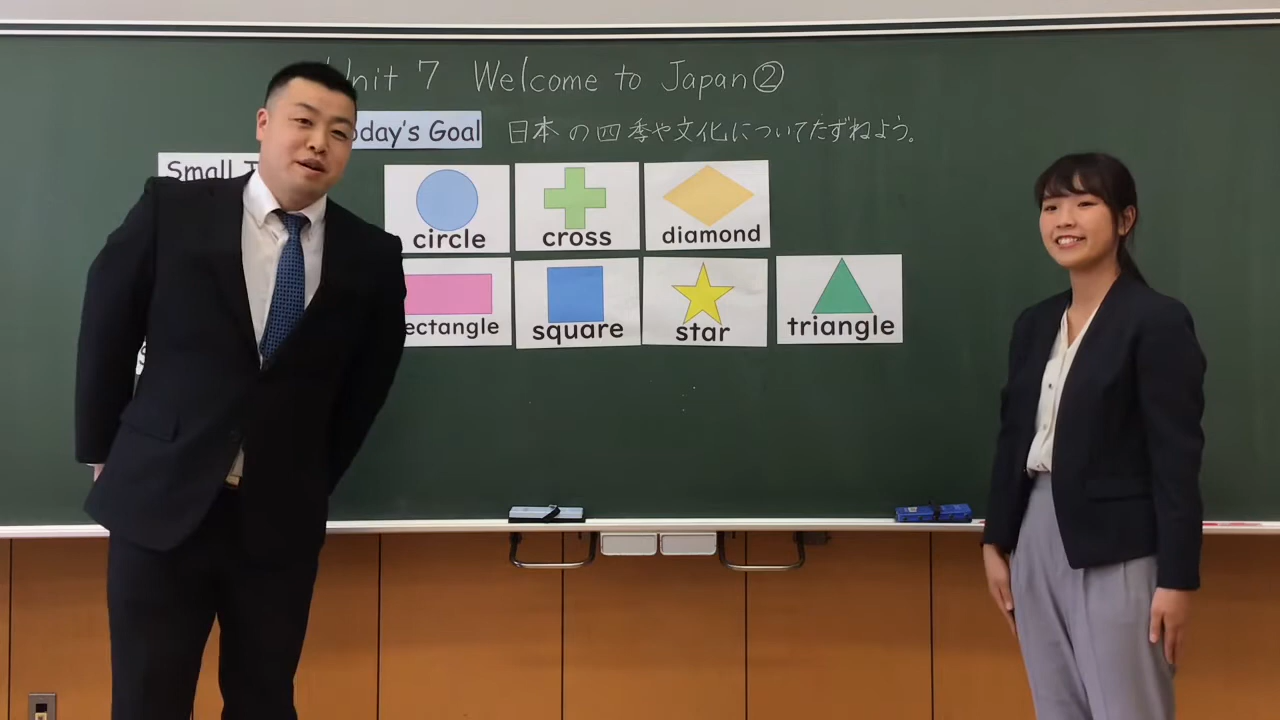 Unit 7 Welcome to Japan②
oday's Goal 日本の四季や文化についてたずねよう。
Small T
circle cross diamond
ectangle square star triangle